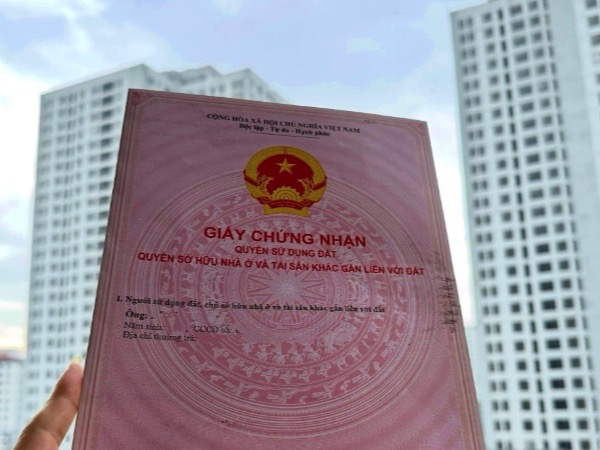 CỘNG HÒA XÃ HỘI CHỦ NGHĨA VIỆT NAM
Độc lập - Tự do - Hạnh phúc
GIẤY CHỨNG NHẬN
QUYỀN SỬ DỤNG ĐẤT
QUYỀN SỞ HỮU NHÀ Ở VÀ TÀI SẢN KHÁC GẮN LIỀN VỚI ĐẤT
I. Người sử dụng đất, chủ sở hữu nhà ở và tài sản khác gắn liền với đất
Ông:
Năm sinh: , CCCD số:
Địa chỉ thường trú: